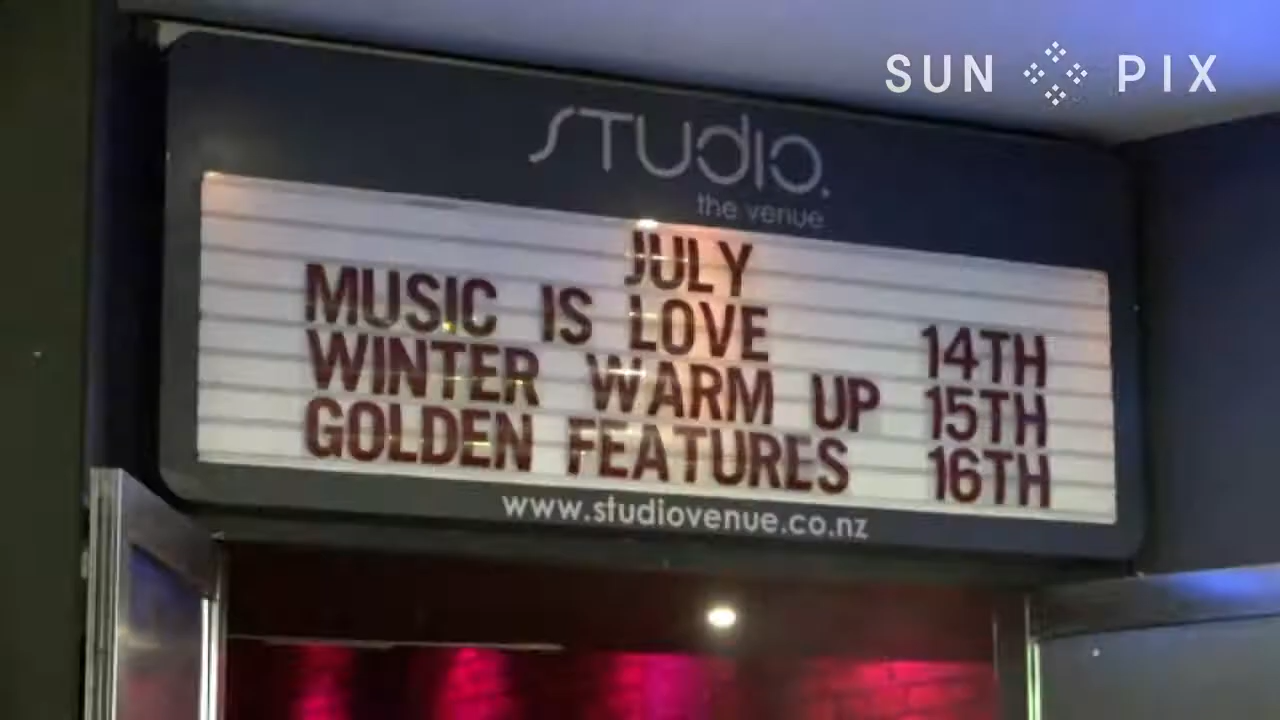 SUN PIX
STUDIO.
the venue
JULY
MUSIC IS LOVE 14TH
WINTER WARM UP 15TH
GOLDEN FEATURES 16TH
www.studiovenue.co.nz